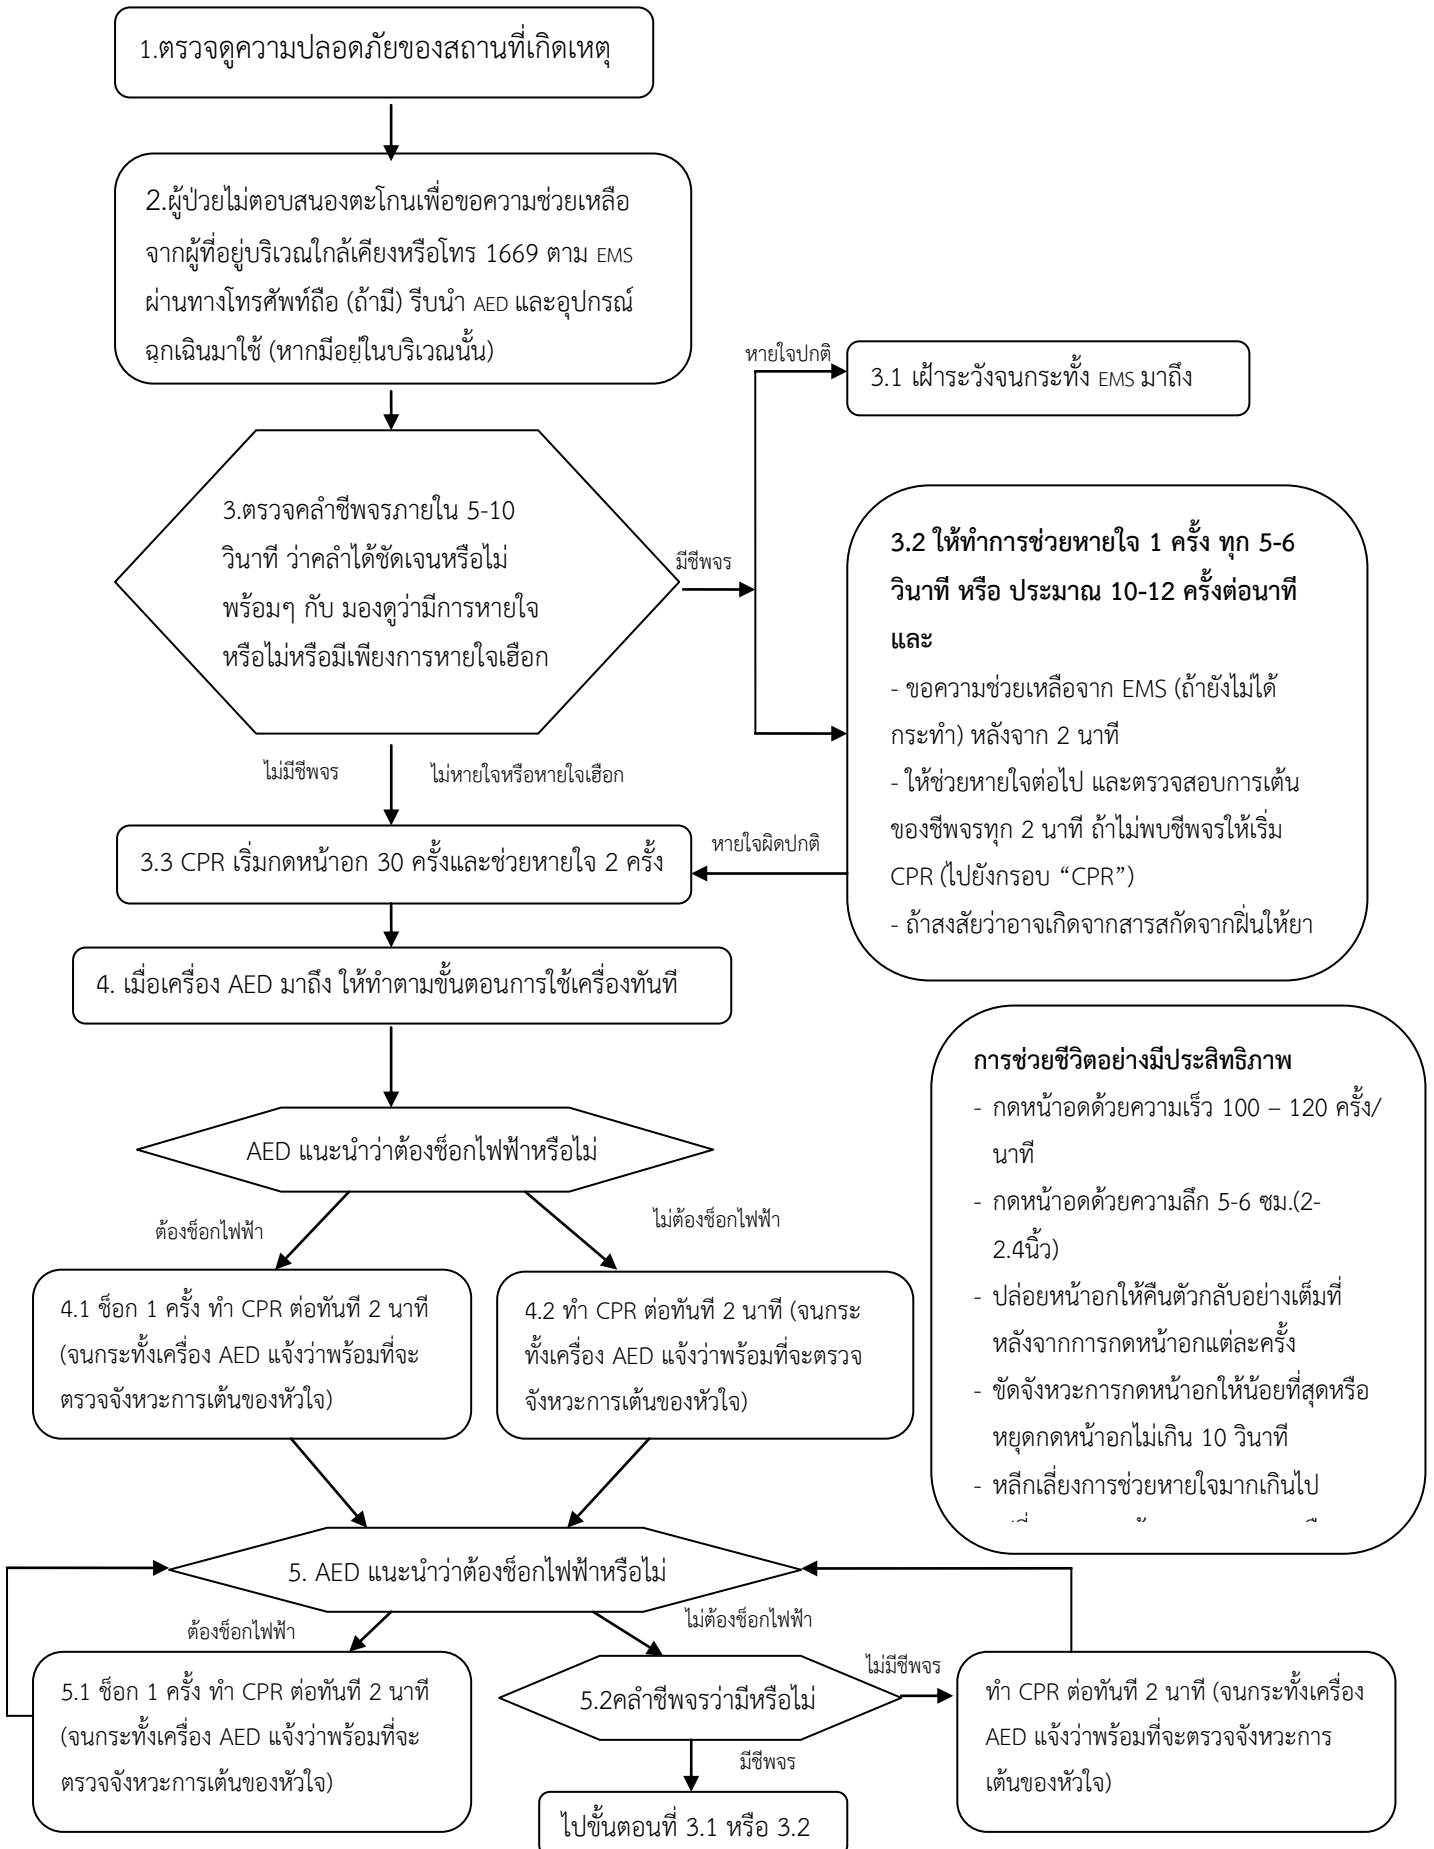 1.ตรวจดูความปลอดภัยของสถานที่เกิดเหตุ
2.ผู้ป่วยไม่ตอบสนองตะโกนเพื่อขอความช่วยเหลือ
จากผู้ที่อยู่บริเวณใกล้เคียงหรือโทร 1669 ตาม EMS
ผ่านทางโทรศัพท์ถือ (ถ้ามี) รีบนำ AED และอุปกรณ์
ฉุกเฉินมาใช้ (หากมีอยู่ในบริเวณนั้น)
หายใจปกติ
3.1 เฝ้าระวังจนกระทั้ง EMS มาถึง
3.ตรวจคลำชีพจรภายใน 5-10
วินาที ว่าคลำได้ชัดเจนหรือไม่
พร้อมๆ กับ มองดูว่ามีการหายใจ
หรือไม่หรือมีเพียงการหายใจเฮือก
มีชีพจร
3.2 ให้ทำการช่วยหายใจ 1 ครั้ง ทุก 5-6
วินาที หรือ ประมาณ 10-12 ครั้งต่อนาที
และ
- ขอความช่วยเหลือจาก EMS (ถ้ายังไม่ได้
กระทำ) หลังจาก 2 นาที
- ให้ช่วยหายใจต่อไป และตรวจสอบการเต้น
ของชีพจรทุก 2 นาที ถ้าไม่พบชีพจรให้เริ่ม
CPR (ไปยังกรอบ “CPR”)
- ถ้าสงสัยว่าอาจเกิดจากสารสกัดจากฝิ่นให้ยา
ไม่มีชีพจร
ไม่หายใจหรือหายใจเฮือก
หายใจผิดปกติ
3.3 CPR เริ่มกดหน้าอก 30 ครั้งและช่วยหายใจ 2 ครั้ง
4. เมื่อเครื่อง AED มาถึง ให้ทำตามขั้นตอนการใช้เครื่องทันที
การช่วยชีวิตอย่างมีประสิทธิภาพ
- กดหน้าอดด้วยความเร็ว 100 – 120 ครั้ง/
นาที
- กดหน้าอดด้วยความลึก 5-6 ซม.(2-
2.4นิ้ว)
- ปล่อยหน้าอกให้คืนตัวกลับอย่างเต็มที่
หลังจากการกดหน้าอกแต่ละครั้ง
- ขัดจังหวะการกดหน้าอกให้น้อยที่สุดหรือ
หยุดกดหน้าอกไม่เกิน 10 วินาที
- หลีกเลี่ยงการช่วยหายใจมากเกินไป
AED แนะนำว่าต้องช็อกไฟฟ้าหรือไม่
ต้องช็อกไฟฟ้า
ไม่ต้องช็อกไฟฟ้า
4.1 ช็อก 1 ครั้ง ทำ CPR ต่อทันที 2 นาที
(จนกระทั้งเครื่อง AED แจ้งว่าพร้อมที่จะ
ตรวจจังหวะการเต้นของหัวใจ)
4.2 ทำ CPR ต่อทันที 2 นาที (จนกระ
ทั้งเครื่อง AED แจ้งว่าพร้อมที่จะตรวจ
จังหวะการเต้นของหัวใจ)
5. AED แนะนำว่าต้องช็อกไฟฟ้าหรือไม่
ต้องช็อกไฟฟ้า
ไม่ต้องช็อกไฟฟ้า
5.1 ช็อก 1 ครั้ง ทำ CPR ต่อทันที 2 นาที
(จนกระทั้งเครื่อง AED แจ้งว่าพร้อมที่จะ
ตรวจจังหวะการเต้นของหัวใจ)
5.2คลำชีพจรว่ามีหรือไม่
ไม่มีชีพจร
ทำ CPR ต่อทันที 2 นาที (จนกระทั้งเครื่อง
AED แจ้งว่าพร้อมที่จะตรวจจังหวะการ
เต้นของหัวใจ)
มีชีพจร
ไปขั้นตอนที่ 3.1 หรือ 3.2